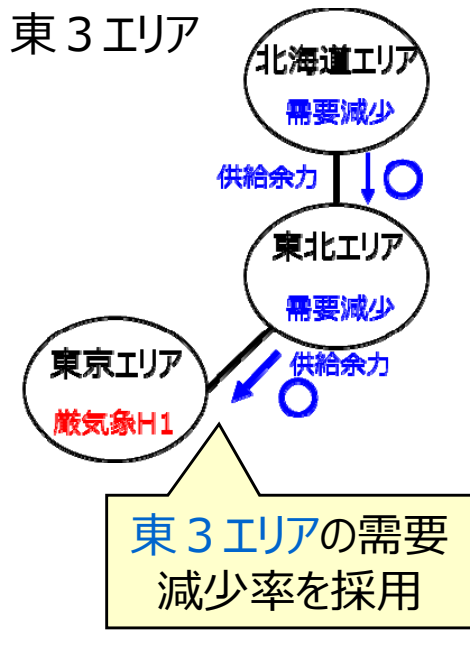 東３エリア
北海道エリア
需要減少
供給余力
東北エリア
需要減少
供給余力
東京エリア
厳気象H1
東３エリアの需要
減少率を採用